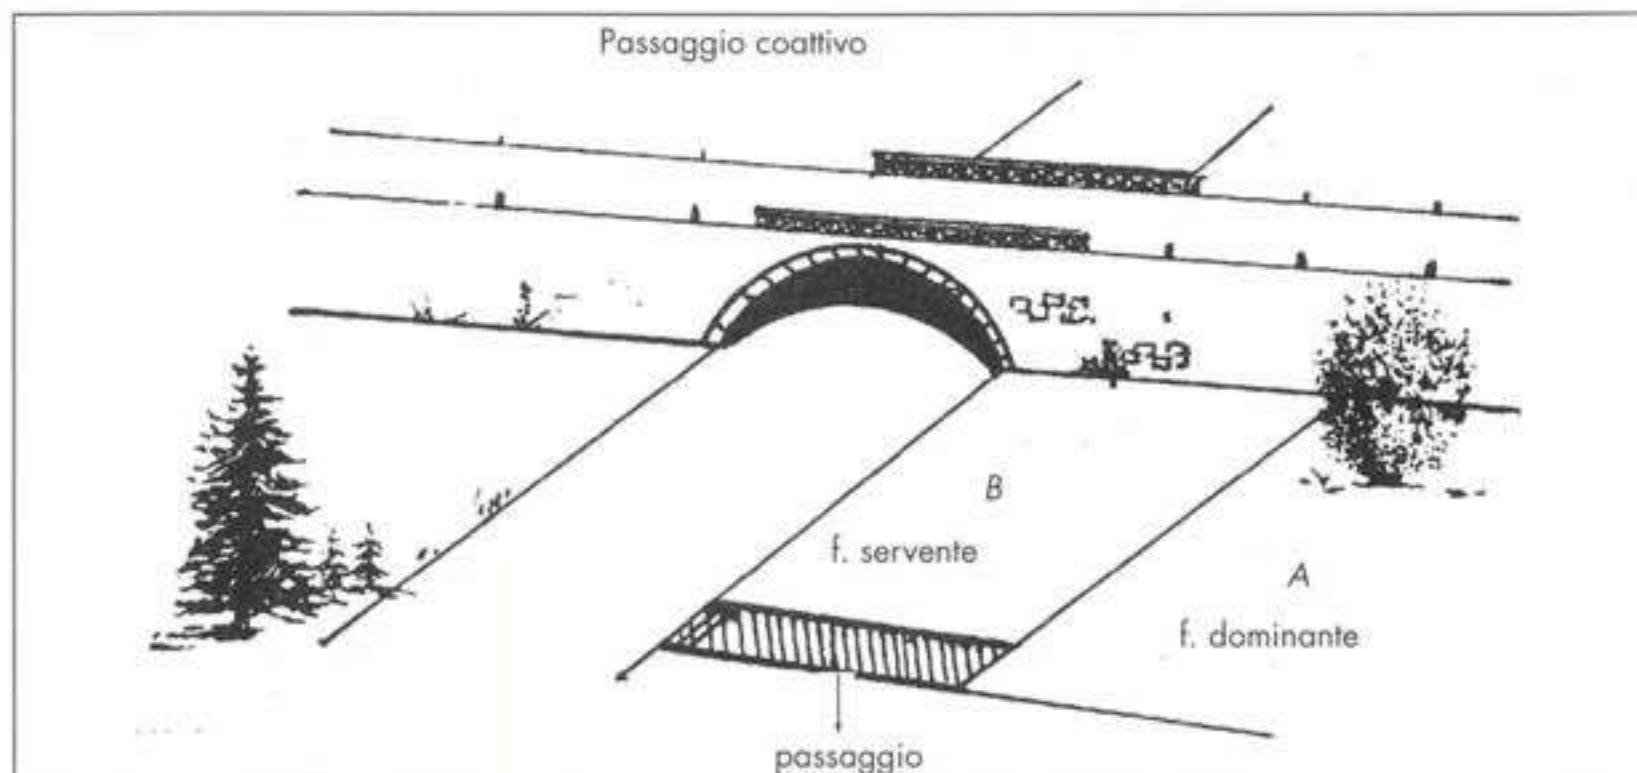 Passaggio coattivo
B
f. servente
A
f. dominante
passaggio